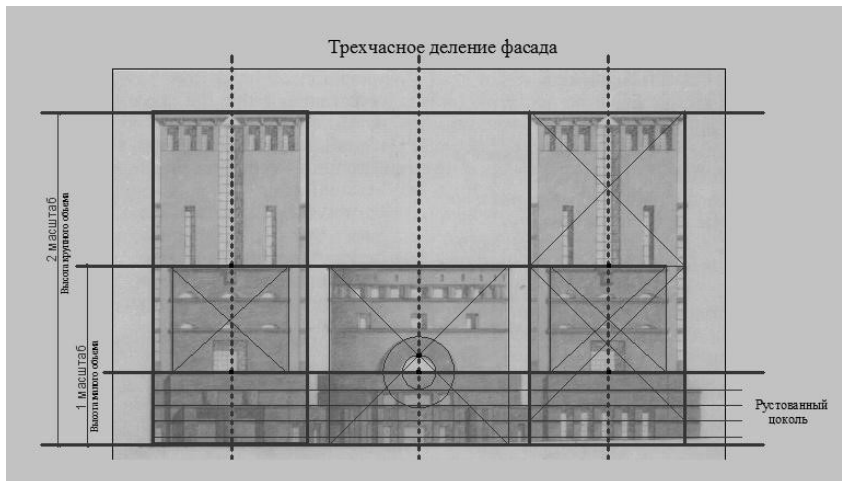 Трехчасное деление фасада
2 масштаб
Высота крупного объема
1 масштаб
Высота малого объема
Рустованный
цоколь